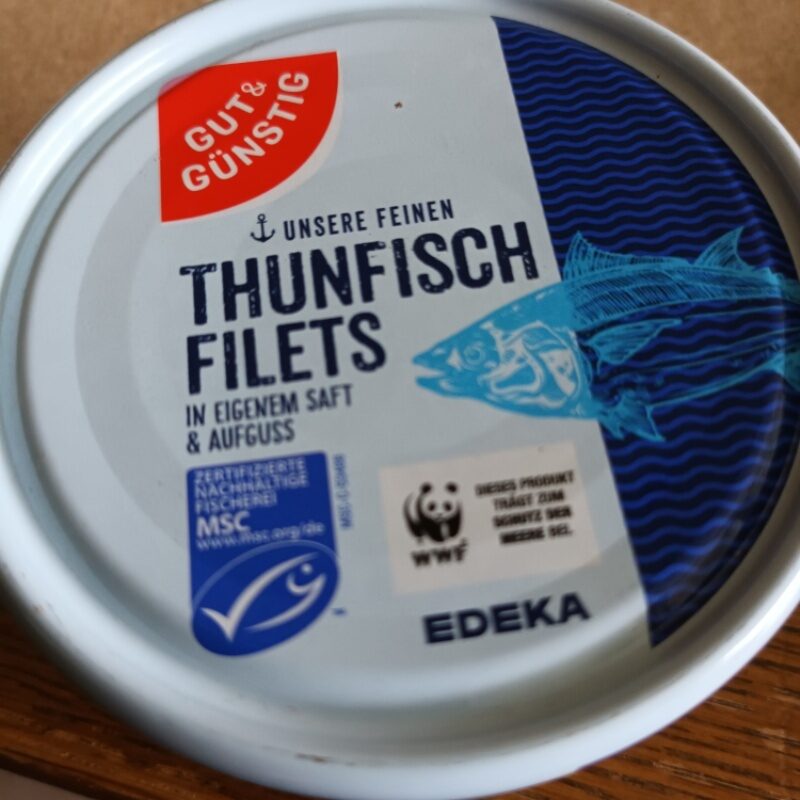 GUT&
GÜNSTIG
UNSERE FEINEN
THUNFISCH
FILETS
IN EIGENEM SAFT
& AUFGUSS
ZERTIFIZIERTE
NACHHALTIGE
FISCHEREI
MSC
www.msc.org/de
WWF
DIESES PRODUKT
TRÄGT ZUM
SCHUTZ DER
MEERE BEI.
EDEKA